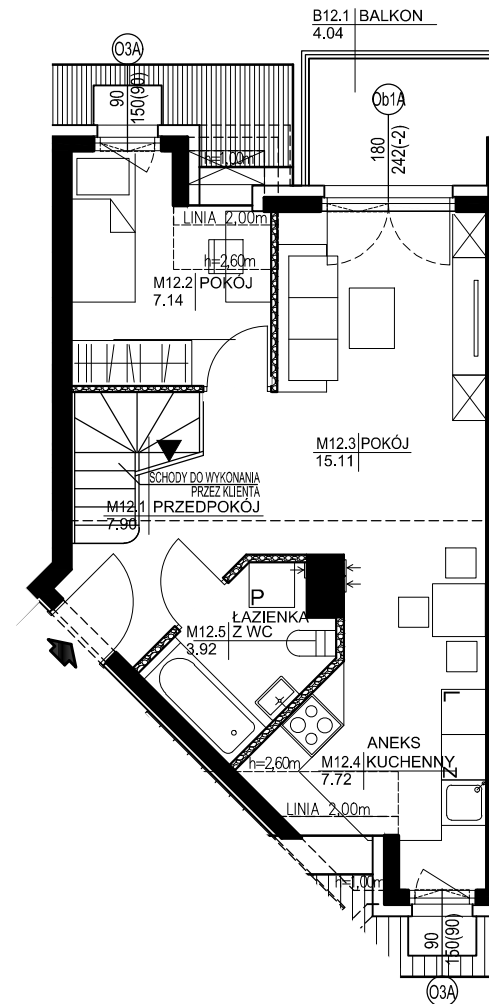 B12.1 BALKON
4.04
O3A
90
150(90)
Ob1A
180
242(-2)
h=1,00m
LINIA 2,00m
h=2,60m
M12.2 POKÓJ
7.14
M12.3 POKÓJ
15.11
SCHODY DO WYKONANIA
PRZEZ KLIENTA
M12.1 PRZEDPOKÓJ
7.90
P
ŁAZIENKA
M12.5 Z WC
3.92
ANEKS
h=2,60m
M12.4 KUCHENNY
7.72
L
Z
LINIA 2,00m
h=1,00m
90
150(90)
O3A